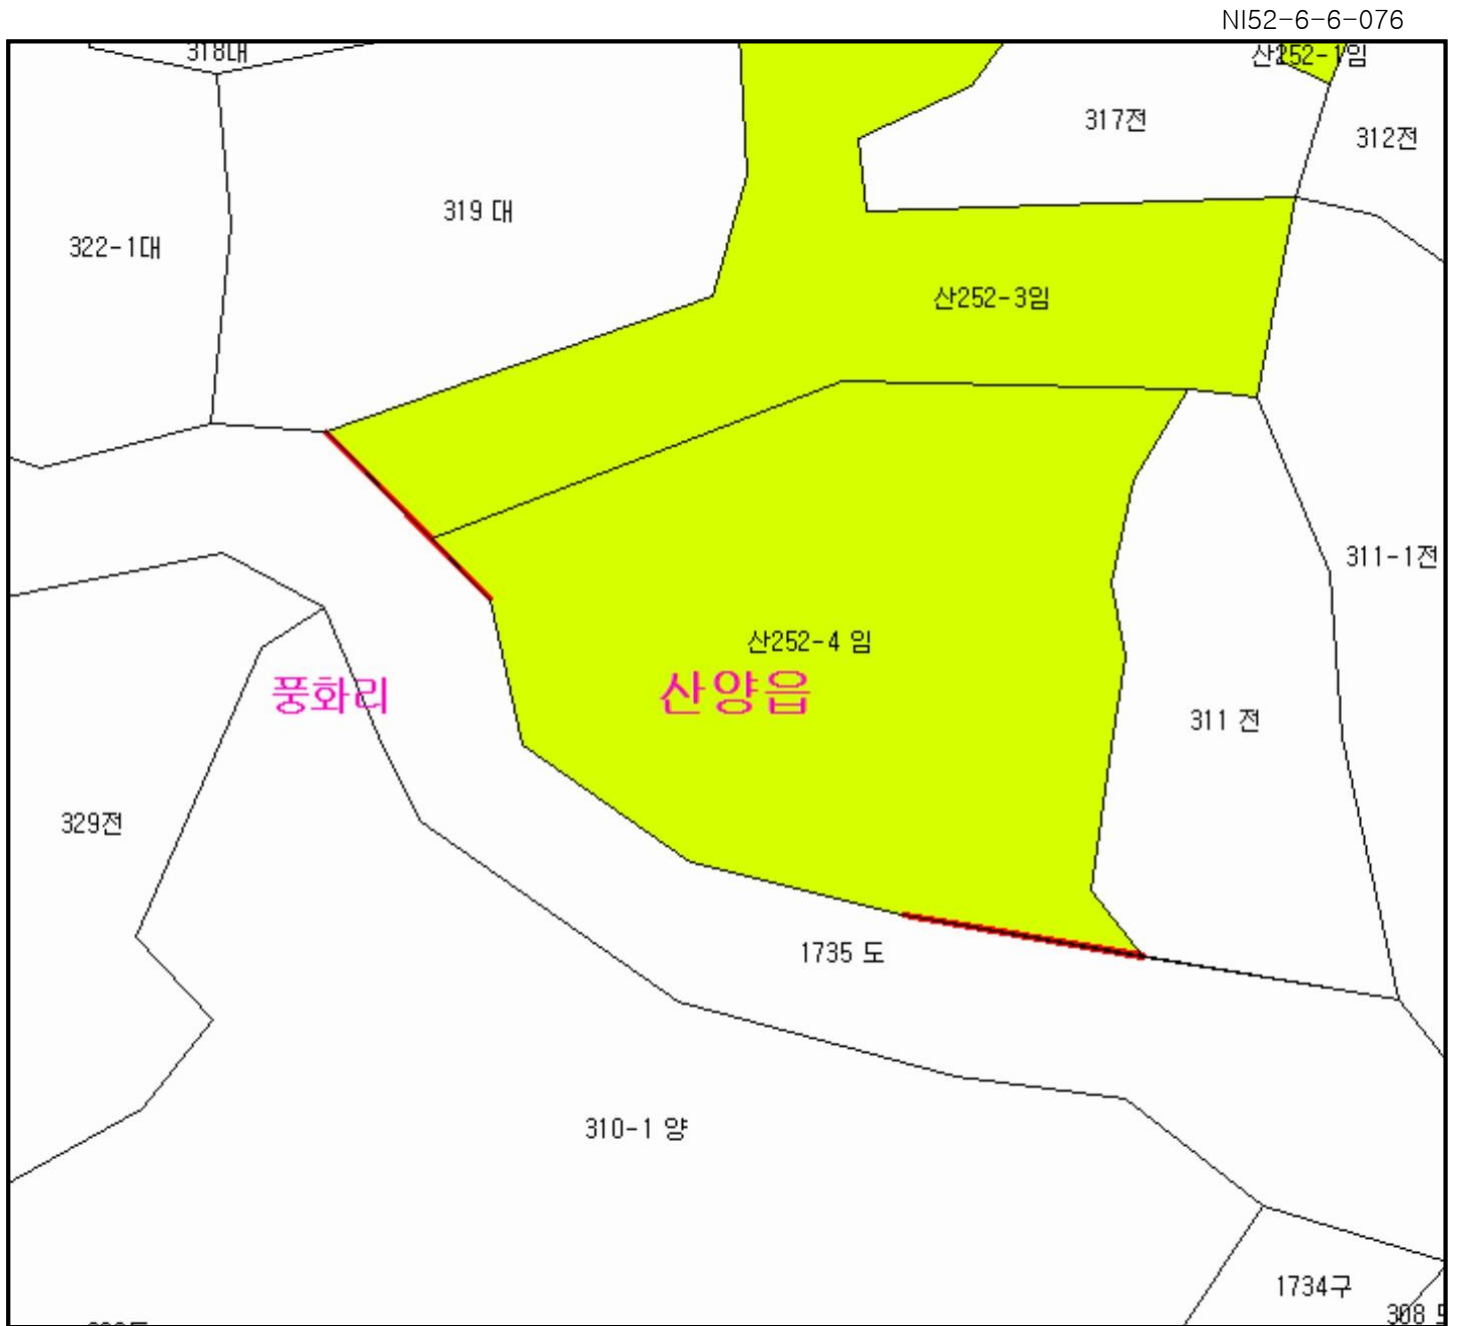 NI52-6-6-076
318대
산252-1임
317전
312전
319 대
322-1대
산252-3임
311-1전
산252-4 임
풍화리
산양읍
311 전
329전
1735 도
310-1 양
1734구
308